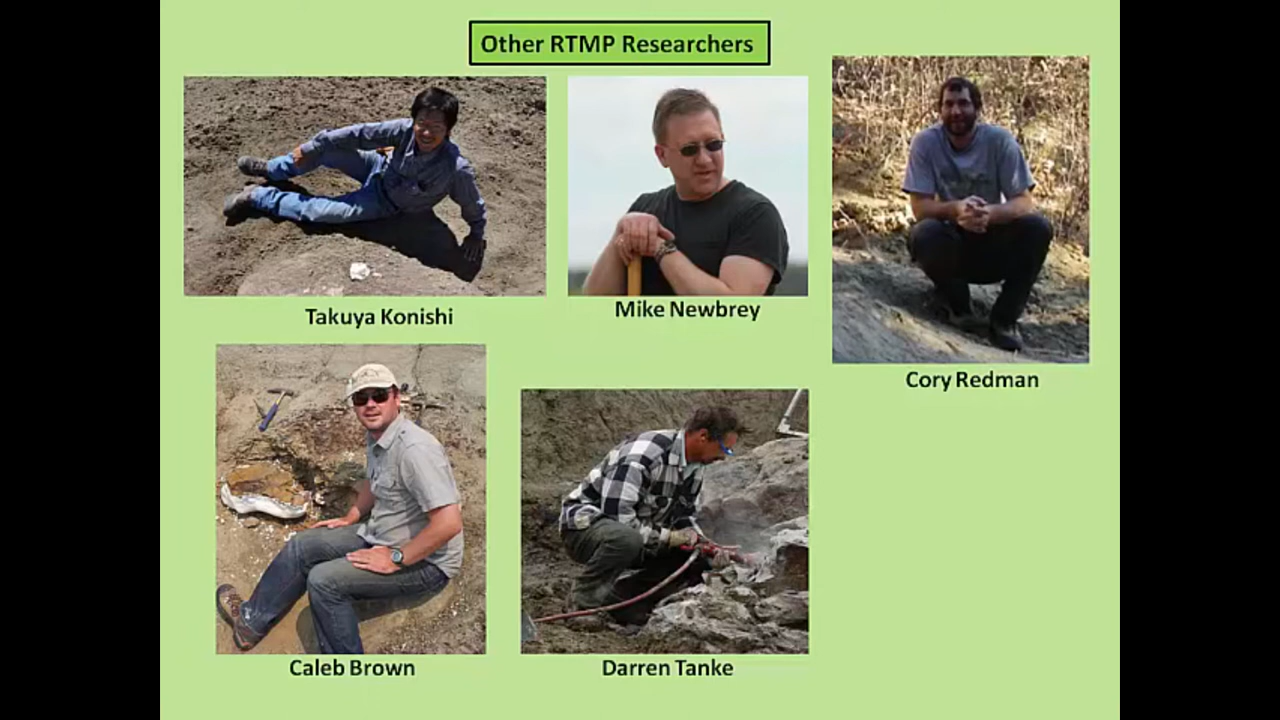 Other RTMP Researchers
Takuya Konishi
Mike Newbrey
Cory Redman
Caleb Brown
Darren Tanke